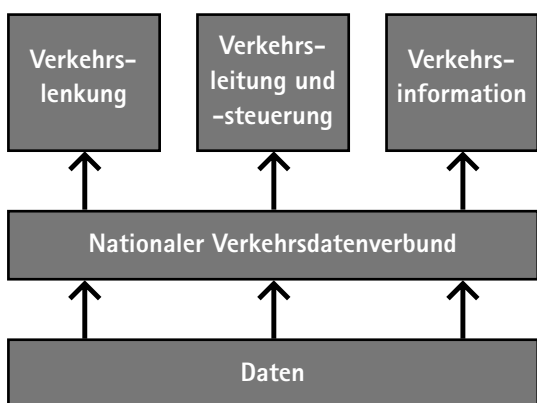 Verkehrs-
lenkung
Verkehrs-
leitung und
-steuerung
Verkehrs-
information
Nationaler Verkehrsdatenverbund
Daten